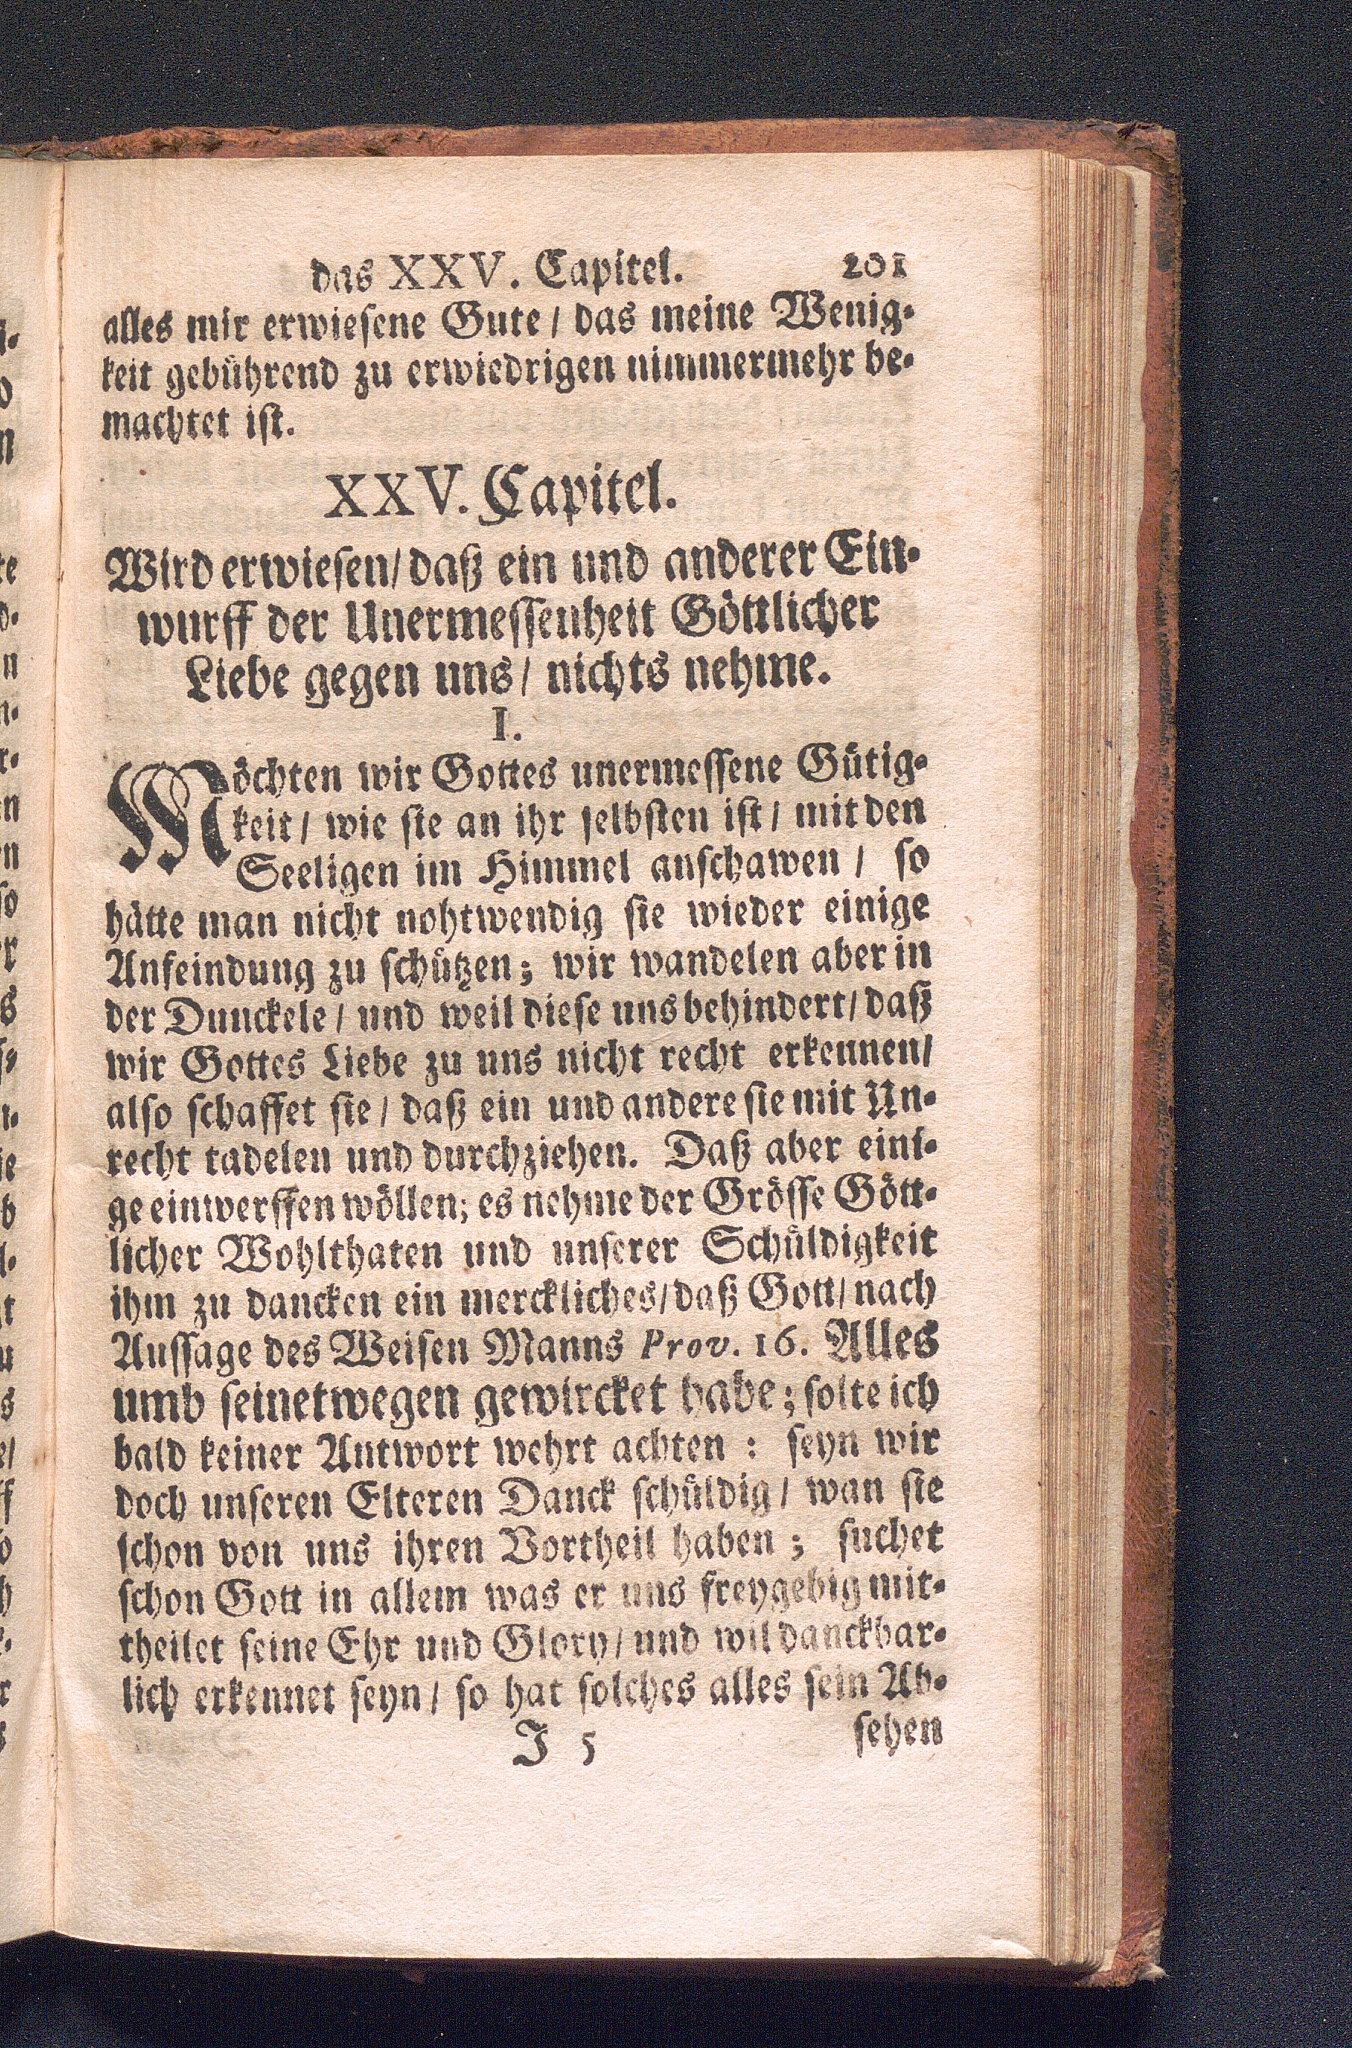 das XXV. Capitel. 201
alles mir erwiesene Gute / das meine Wenig-
keit gebührend zu erwiedrigen nimmermehr be-
machtet ist.
XXV. Capitel.
Wird erwiesen / daß ein und anderer Ein-
wurff der Unermessenheit Göttlicher
Liebe gegen uns / nichts nehme.
I.
Möchten wir Gottes unermessene Gütig-
keit / wie sie an ihr selbsten ist / mit den
Seeligen im Himmel anschawen / so
hätte man nicht nohtwendig sie wieder einige
Anfeindung zu schützen; wir wandelen aber in
der Dunckele / und weil diese uns behindert / daß
wir Gottes Liebe zu uns nicht recht erkennen /
also schaffet sie / daß ein und andere sie mit Un-
recht tadelen und durchziehen. Daß aber eini-
ge einwerffen wöllen; es nehme der Grösse Gött-
licher Wohlthaten und unserer Schüldigkeit
ihm zu dancken ein merckliches / daß Gott / nach
Aussage des Weisen Manns Prov. 16. Alles
umb seinetwegen gewircket habe; solte ich
bald keiner Antwort wehrt achten : seyn wir
doch unseren Elteren Danck schüldig / wan sie
schon von uns ihren Vortheil haben; suchet
schon Gott in allem was er uns freygebig mit-
theilet seine Ehr und Glory / und wil danckbar-
lich erkennet seyn / so hat solches alles sein Ab-
J 5 sehen